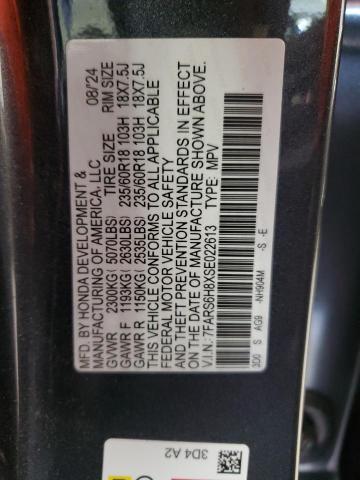 MFD. BY HONDA DEVELOPMENT & 08/24
MANUFACTURING OF AMERICA, LLC
TIRE SIZE RIM SIZE
GVWR 2300KG( 5070LBS)
GAWR F 1193KG( 2630LBS) 235/60R18 103H 18X7.5J
GAWR R 1150KG( 2535LBS) 235/60R18 103H 18X7.5J
THIS VEHICLE CONFORMS TO ALL APPLICABLE
FEDERAL MOTOR VEHICLE SAFETY
AND THEFT PREVENTION STANDARDS IN EFFECT
ON THE DATE OF MANUFACTURE SHOWN ABOVE.
V.I.N: 7FARS6H8XSE022613 TYPE: MPV
3D0 S AG9 -NH904M -S -E
3D4 A2